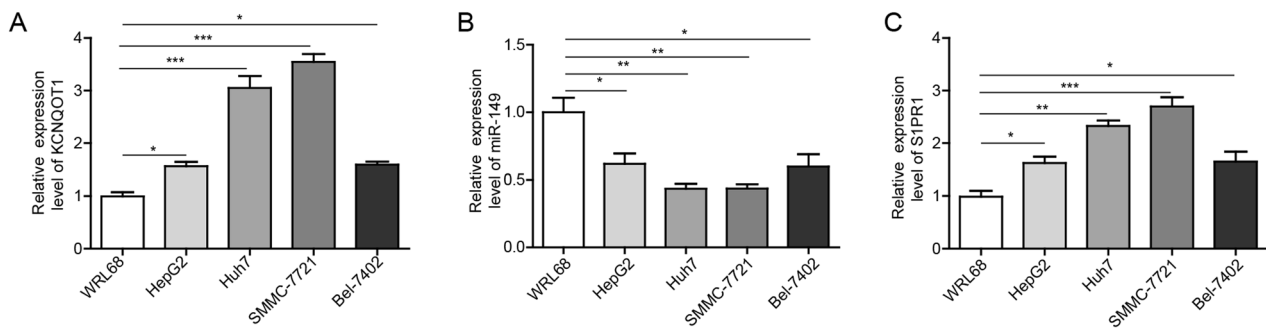 A
Relative expression
level of KCNQOT1
4
3
2
1
0
*
***
***
*
WRL68
HepG2
Huh7
SMMC-7721
Bel-7402
B
Relative expression
level of miR-149
1.5
1.0
0.5
0.0
*
**
**
*
WRL68
HepG2
Huh7
SMMC-7721
Bel-7402
C
Relative expression
level of S1PR1
4
3
2
1
0
*
***
**
*
WRL68
HepG2
Huh7
SMMC-7721
Bel-7402